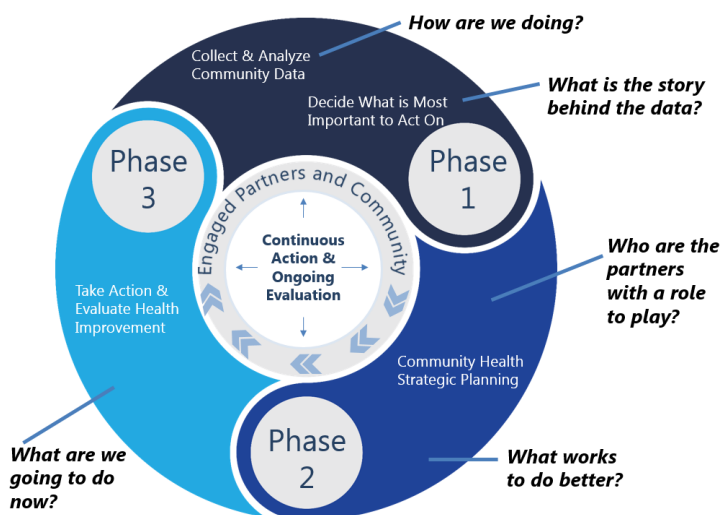 How are we doing?
Collect & Analyze
Community Data
What is the story
behind the data?
Decide What is Most
Important to Act On
Phase
1
Phase
3
Engaged Partners and Community
Continuous
Action &
Ongoing
Evaluation
Who are the
partners
with a role
to play?
Take Action &
Evaluate Health
Improvement
Community Health
Strategic Planning
Phase
2
What works
to do better?
What are we
going to do
now?